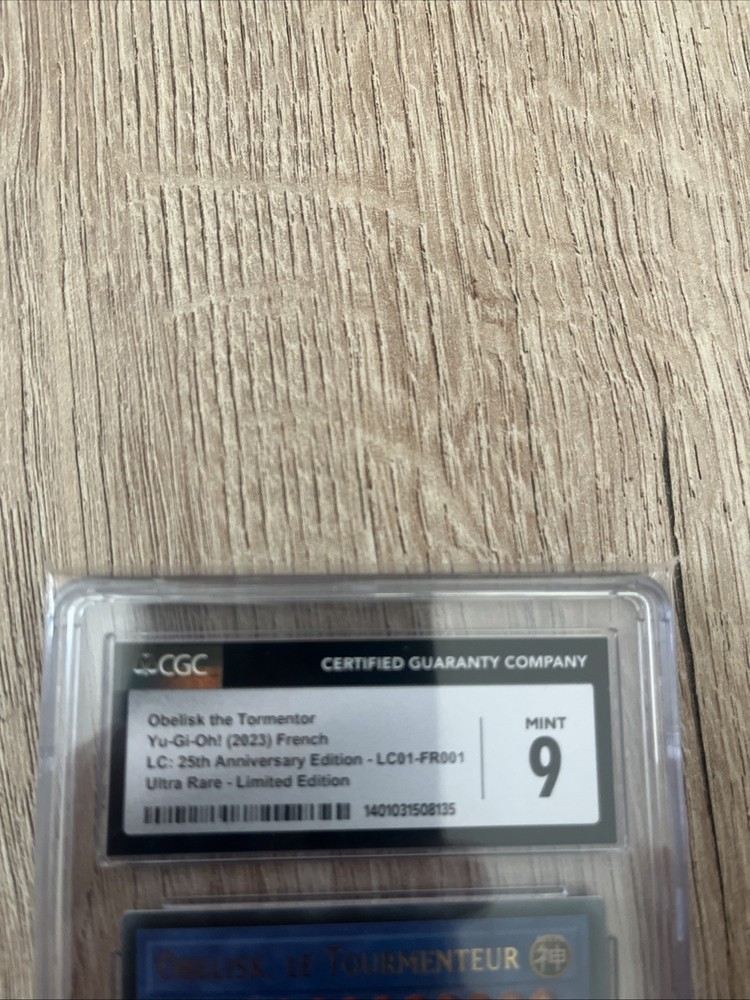 CGC
CERTIFIED GUARANTY COMPANY
Obelisk the Tormentor
Yu-Gi-Oh! (2023) French
LC: 25th Anniversary Edition - LC01-FR001
Ultra Rare - Limited Edition
MINT
9
1401031508135
OBELISK, LE TOURMENTEUR 神